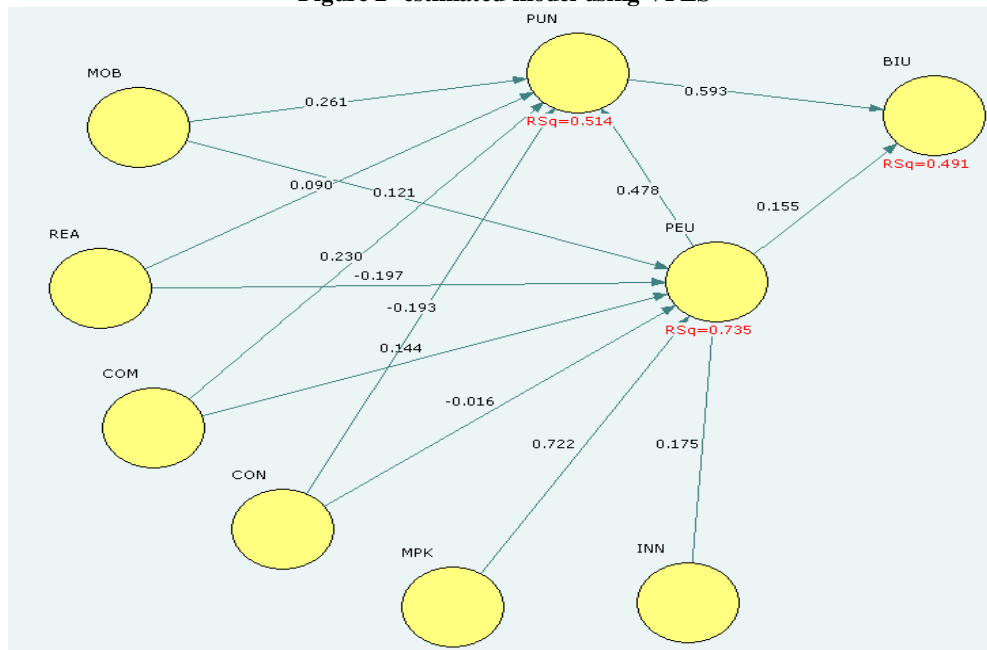 PUN
BIU
MOB
0.593
0.261
RSq=0.514
RSq=0.491
0.090
0.121
0.478
0.155
REA
PEU
0.230
-0.197
-0.193
RSq=0.735
0.144
COM
-0.016
0.722
0.175
CON
MPK
INN